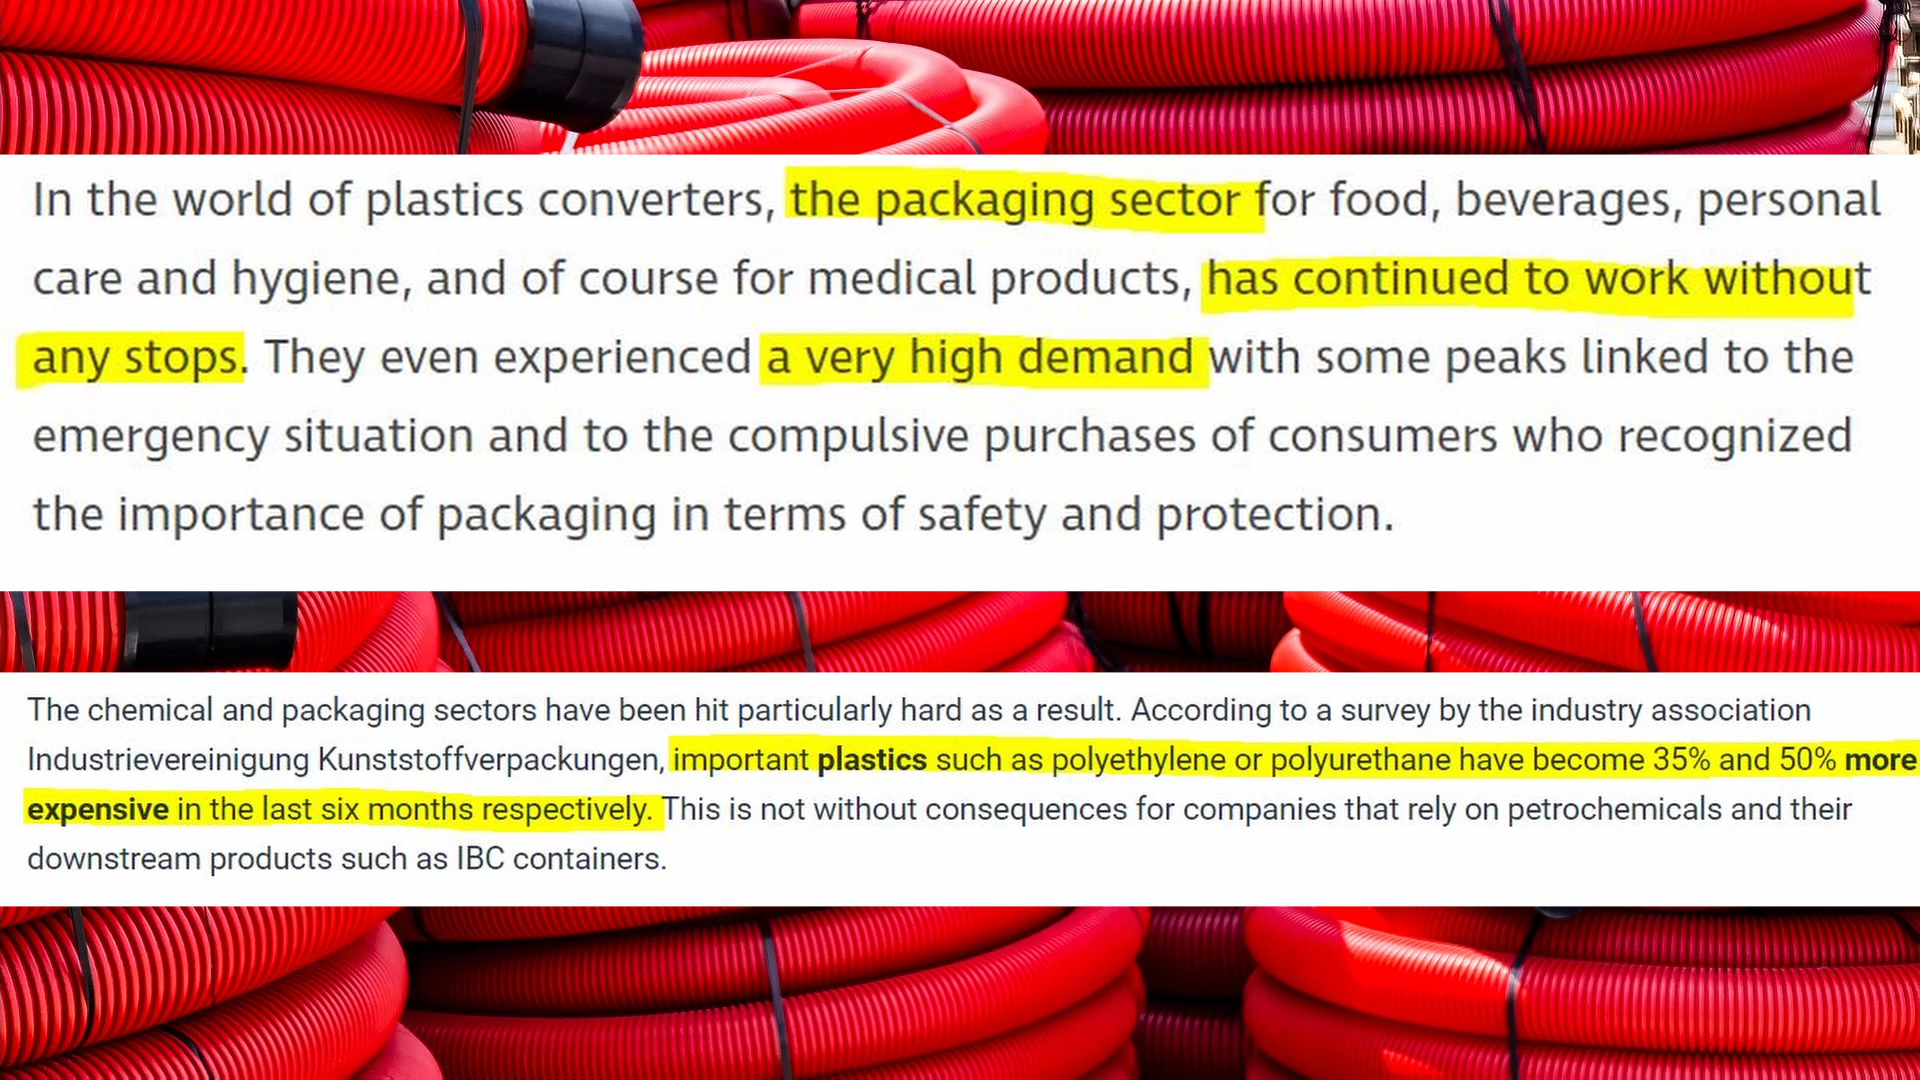 In the world of plastics converters, the packaging sector for food, beverages, personal
care and hygiene, and of course for medical products, has continued to work without
any stops. They even experienced a very high demand with some peaks linked to the
emergency situation and to the compulsive purchases of consumers who recognized
the importance of packaging in terms of safety and protection.
The chemical and packaging sectors have been hit particularly hard as a result. According to a survey by the industry association
Industrievereinigung Kunststoffverpackungen, important plastics such as polyethylene or polyurethane have become 35% and 50% more
expensive in the last six months respectively. This is not without consequences for companies that rely on petrochemicals and their
downstream products such as IBC containers.